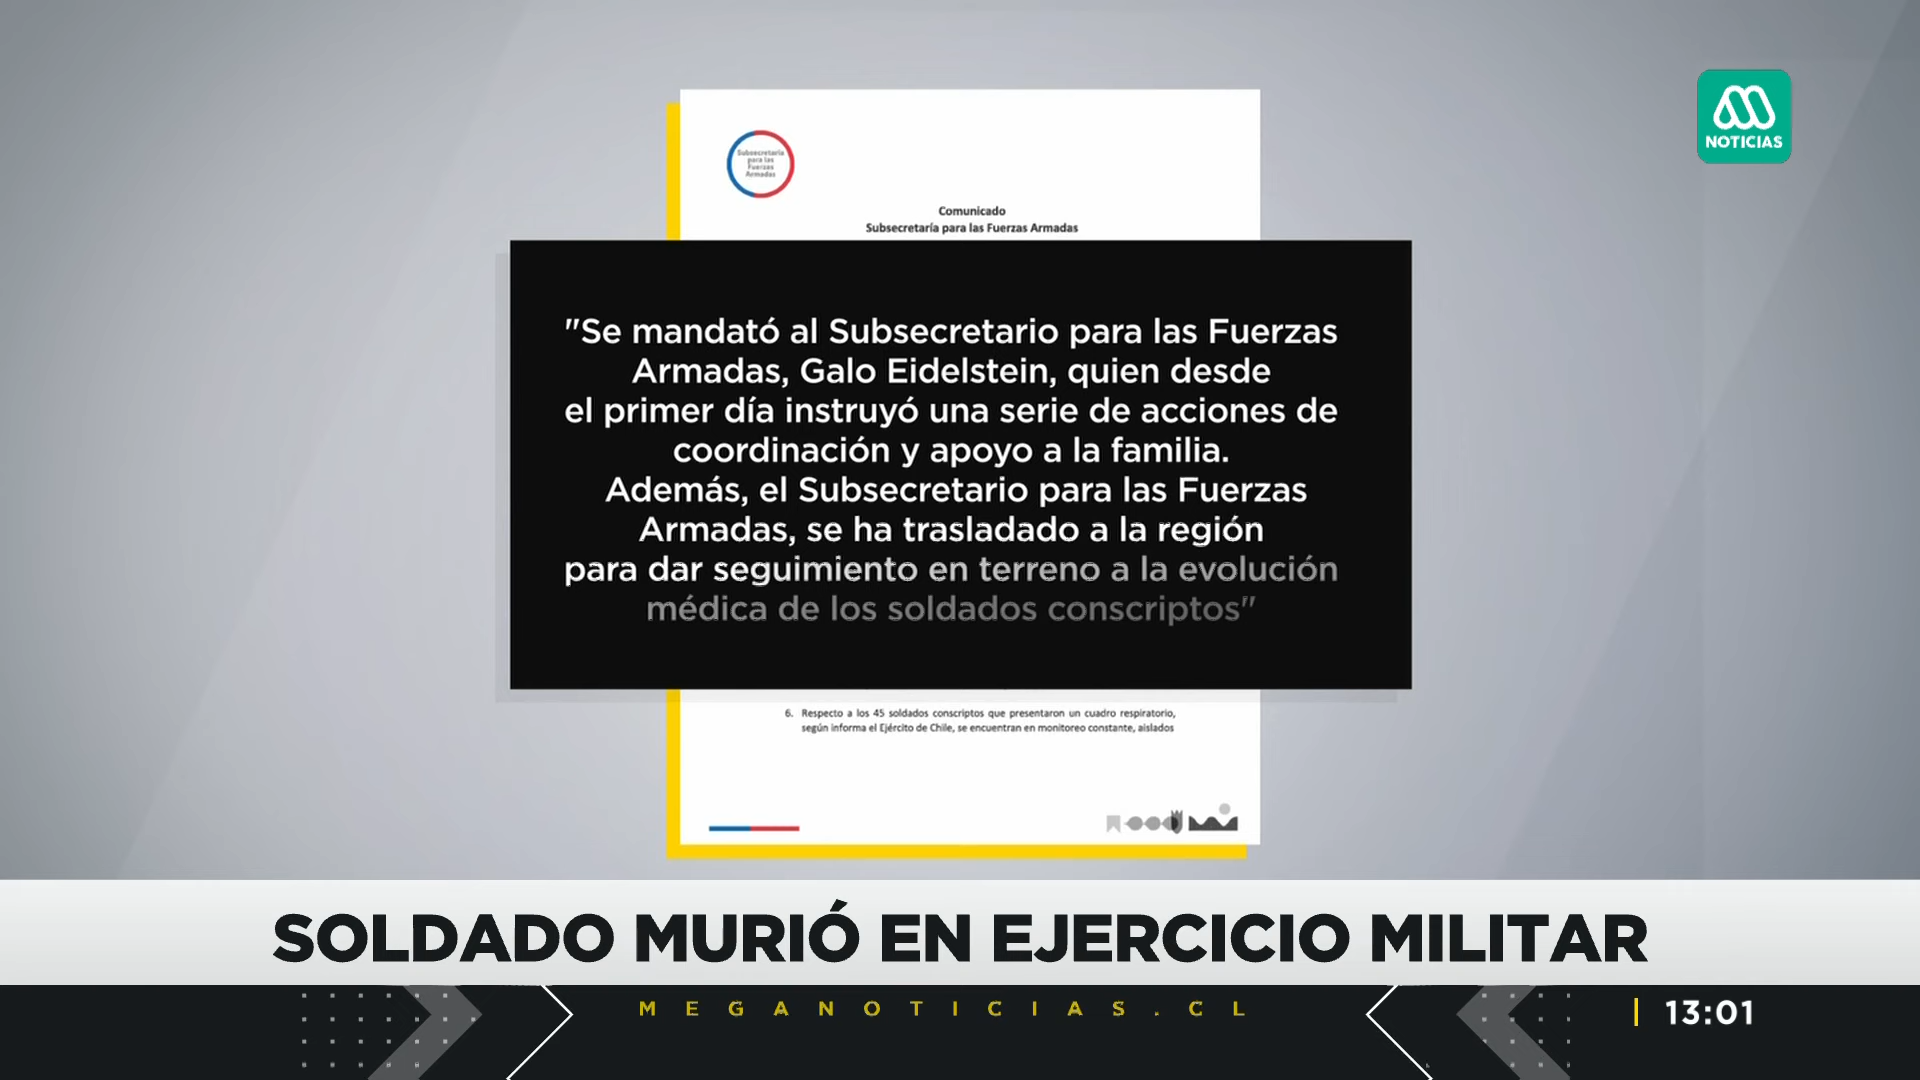 NOTICIAS
Subsecretaría
para las
Fuerzas
Armadas
Comunicado
Subsecretaría para las Fuerzas Armadas
"Se mandató al Subsecretario para las Fuerzas
Armadas, Galo Eidelstein, quien desde
el primer día instruyó una serie de acciones de
coordinación y apoyo a la familia.
Además, el Subsecretario para las Fuerzas
Armadas, se ha trasladado a la región
para dar seguimiento en terreno a la evolución
médica de los soldados conscriptos"
6. Respecto a los 45 soldados conscriptos que presentaron un cuadro respiratorio,
según informa el Ejército de Chile, se encuentran en monitoreo constante, aislados
SOLDADO MURIÓ EN EJERCICIO MILITAR
MEGANOTICIAS.CL
13:01